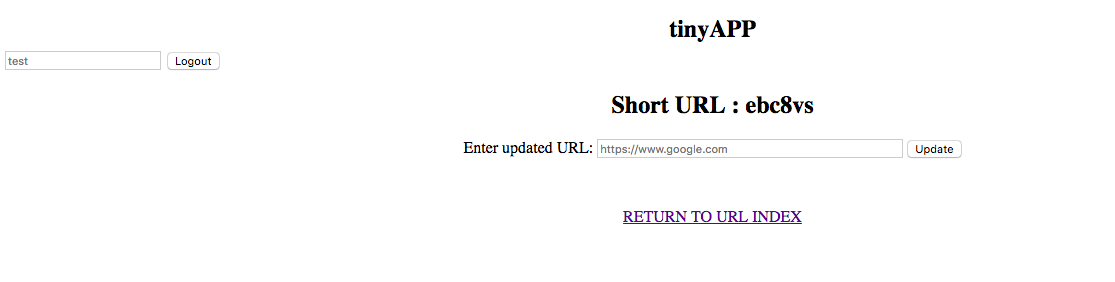 tinyAPP
test Logout
Short URL : ebc8vs
Enter updated URL: https://www.google.com Update
RETURN TO URL INDEX